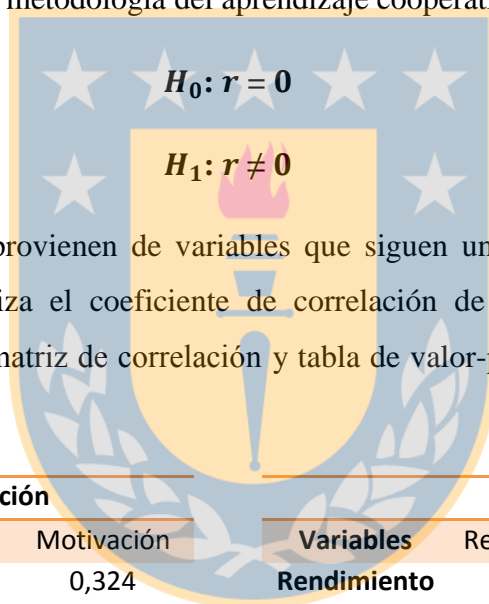 metodología del aprendizaje cooperati
H₀: r = 0
H₁: r ≠ 0
provienen de variables que siguen un
iza el coeficiente de correlación de
matriz de correlación y tabla de valor-p
ción
Motivación Variables Re
0,324 Rendimiento